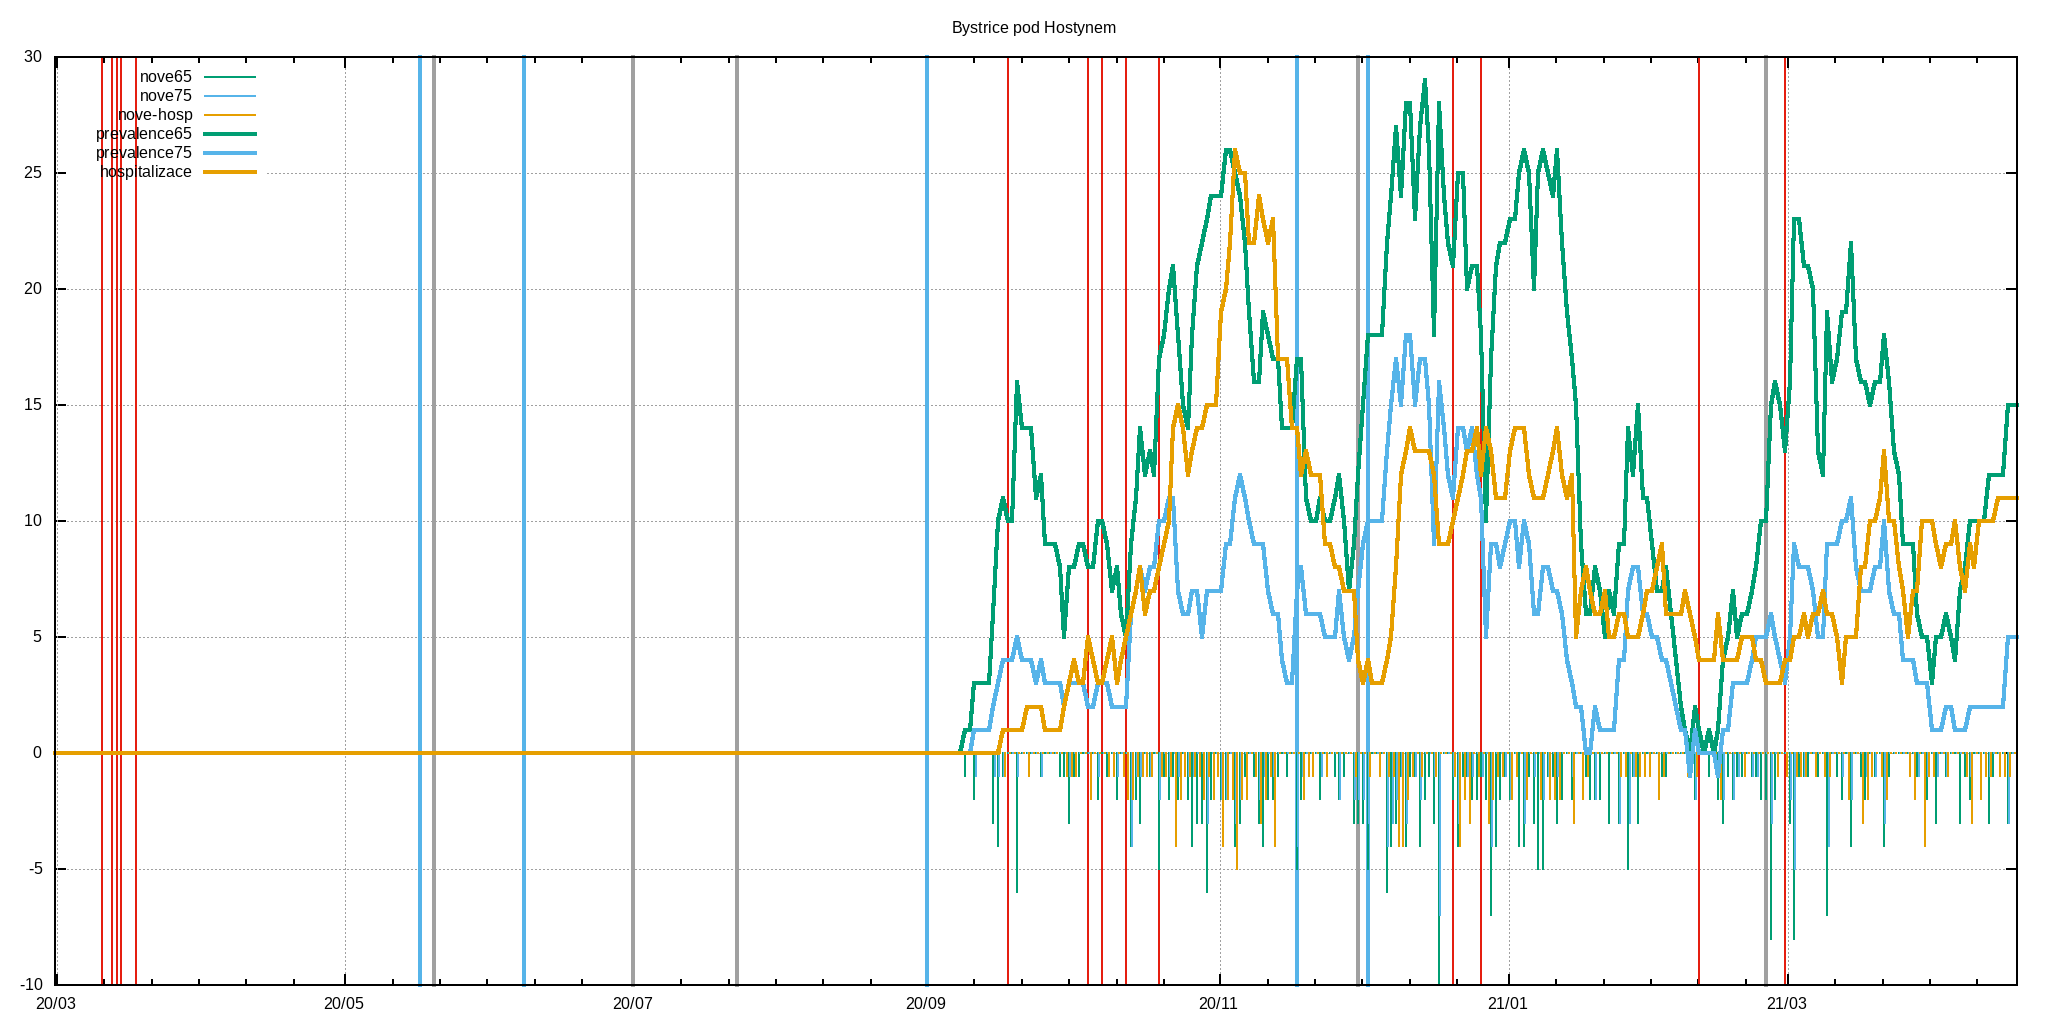 Bystrice pod Hostynem
30
25
20
15
10
5
0
-5
-10
nove65
nove75
nove-hosp
prevalence65
prevalence75
hospitalizace
20/03 20/05 20/07 20/09 20/11 21/01 21/03